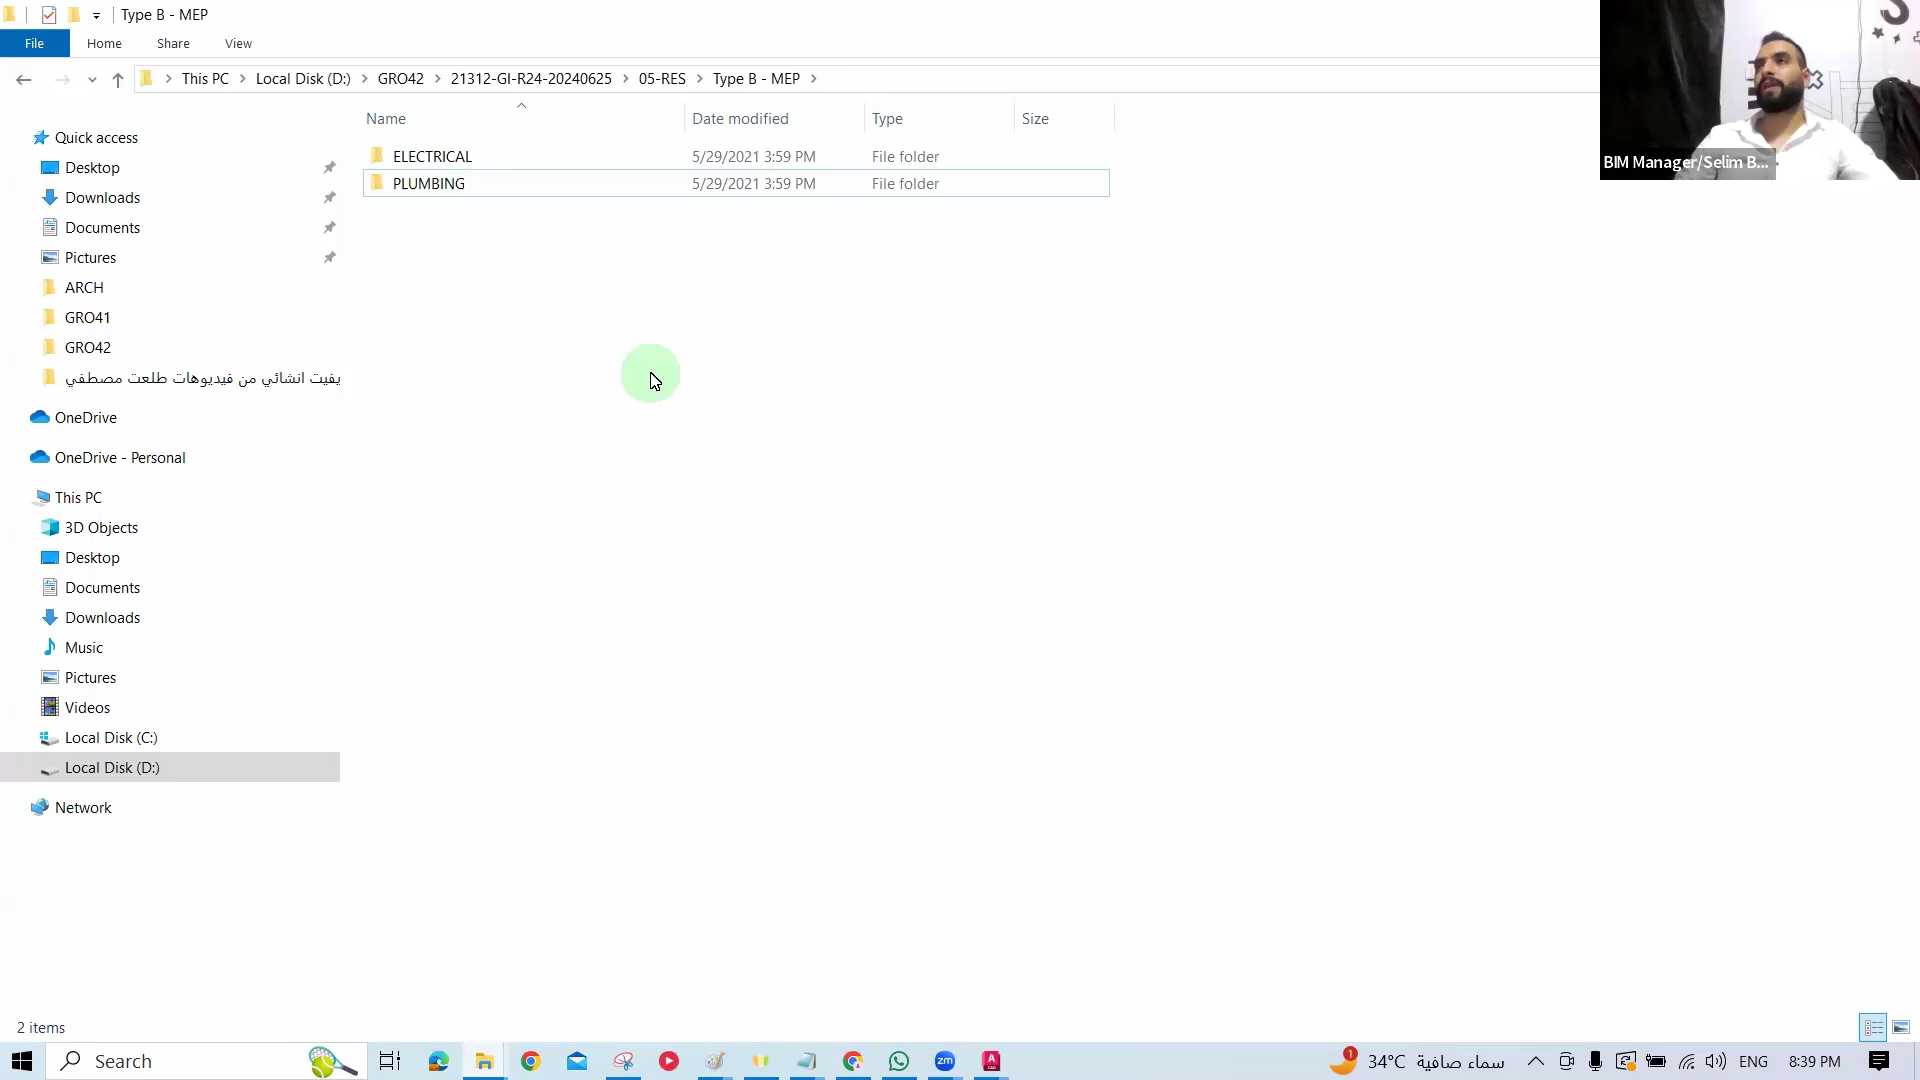 Type B - MEP
File
Home
Share
View
This PC
Local Disk (D:)
GRO42
21312-GI-R24-20240625
05-RES
Type B - MEP
BIM Manager/Selim B...
Name
Date modified
Type
Size
ELECTRICAL
5/29/2021 3:59 PM
File folder
PLUMBING
5/29/2021 3:59 PM
File folder
Quick access
Desktop
Downloads
Documents
Pictures
ARCH
GRO41
GRO42
يفيت انشائي من فيديوهات طلعت مصطفي
OneDrive
OneDrive - Personal
This PC
3D Objects
Desktop
Documents
Downloads
Music
Pictures
Videos
Local Disk (C:)
Local Disk (D:)
Network
2 items
Search
zm
A
CAD
1
34°C
سماء صافية
ENG
8:39 PM